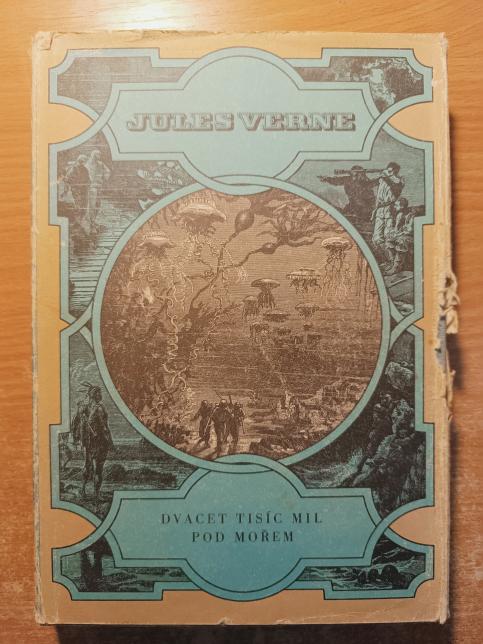 JULES VERNE
DVACET TISÍC MIL
POD MOŘEM